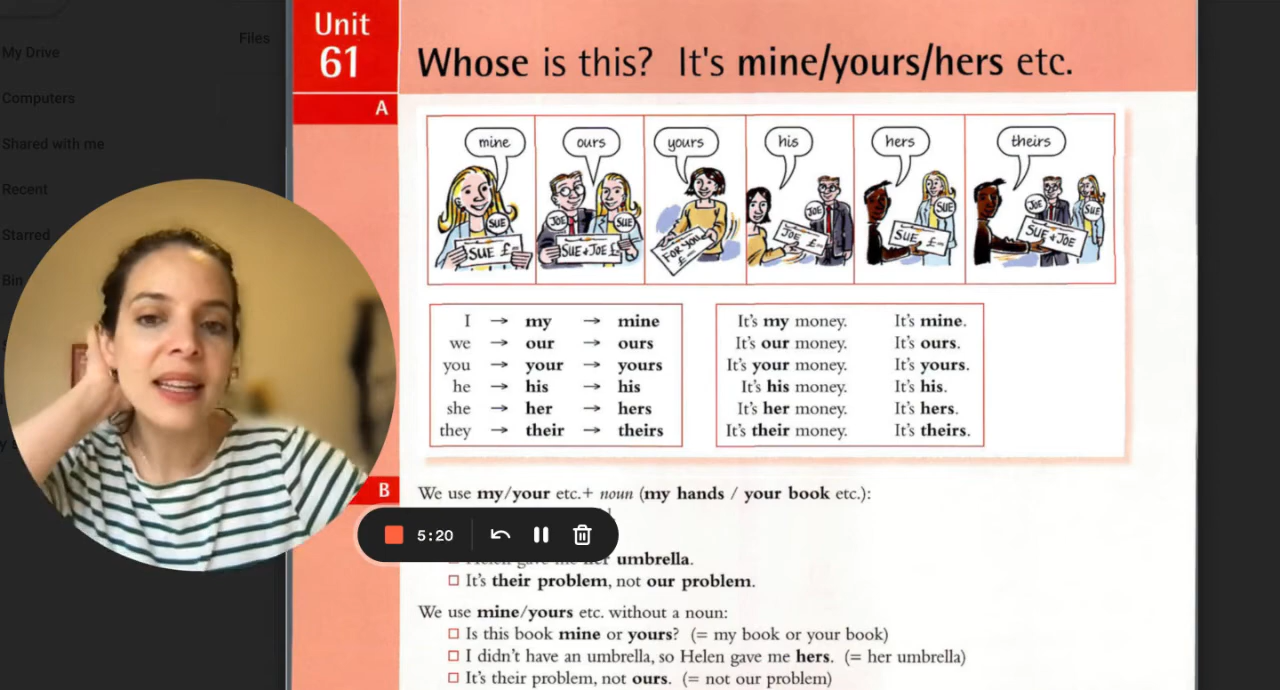 My Drive
Computers
Shared with me
Recent
Starred
Bin
Files
Unit
61
Whose is this? It's mine/yours/hers etc.
A
mine
ours
yours
his
hers
theirs
SUE
SUE £
JOE
SUE
SUE + JOE £
FOR YOU
£
JOE
JOE £
SUE
SUE £
JOE
SUE
SUE + JOE
I → my → mine
we → our → ours
you → your → yours
he → his → his
she → her → hers
they → their → theirs
It's my money. It's mine.
It's our money. It's ours.
It's your money. It's yours.
It's his money. It's his.
It's her money. It's hers.
It's their money. It's theirs.
B
We use my/your etc.+ noun (my hands / your book etc.):
5:20
Helen gave me her umbrella.
It's their problem, not our problem.
We use mine/yours etc. without a noun:
Is this book mine or yours? (= my book or your book)
I didn't have an umbrella, so Helen gave me hers. (= her umbrella)
It's their problem, not ours. (= not our problem)